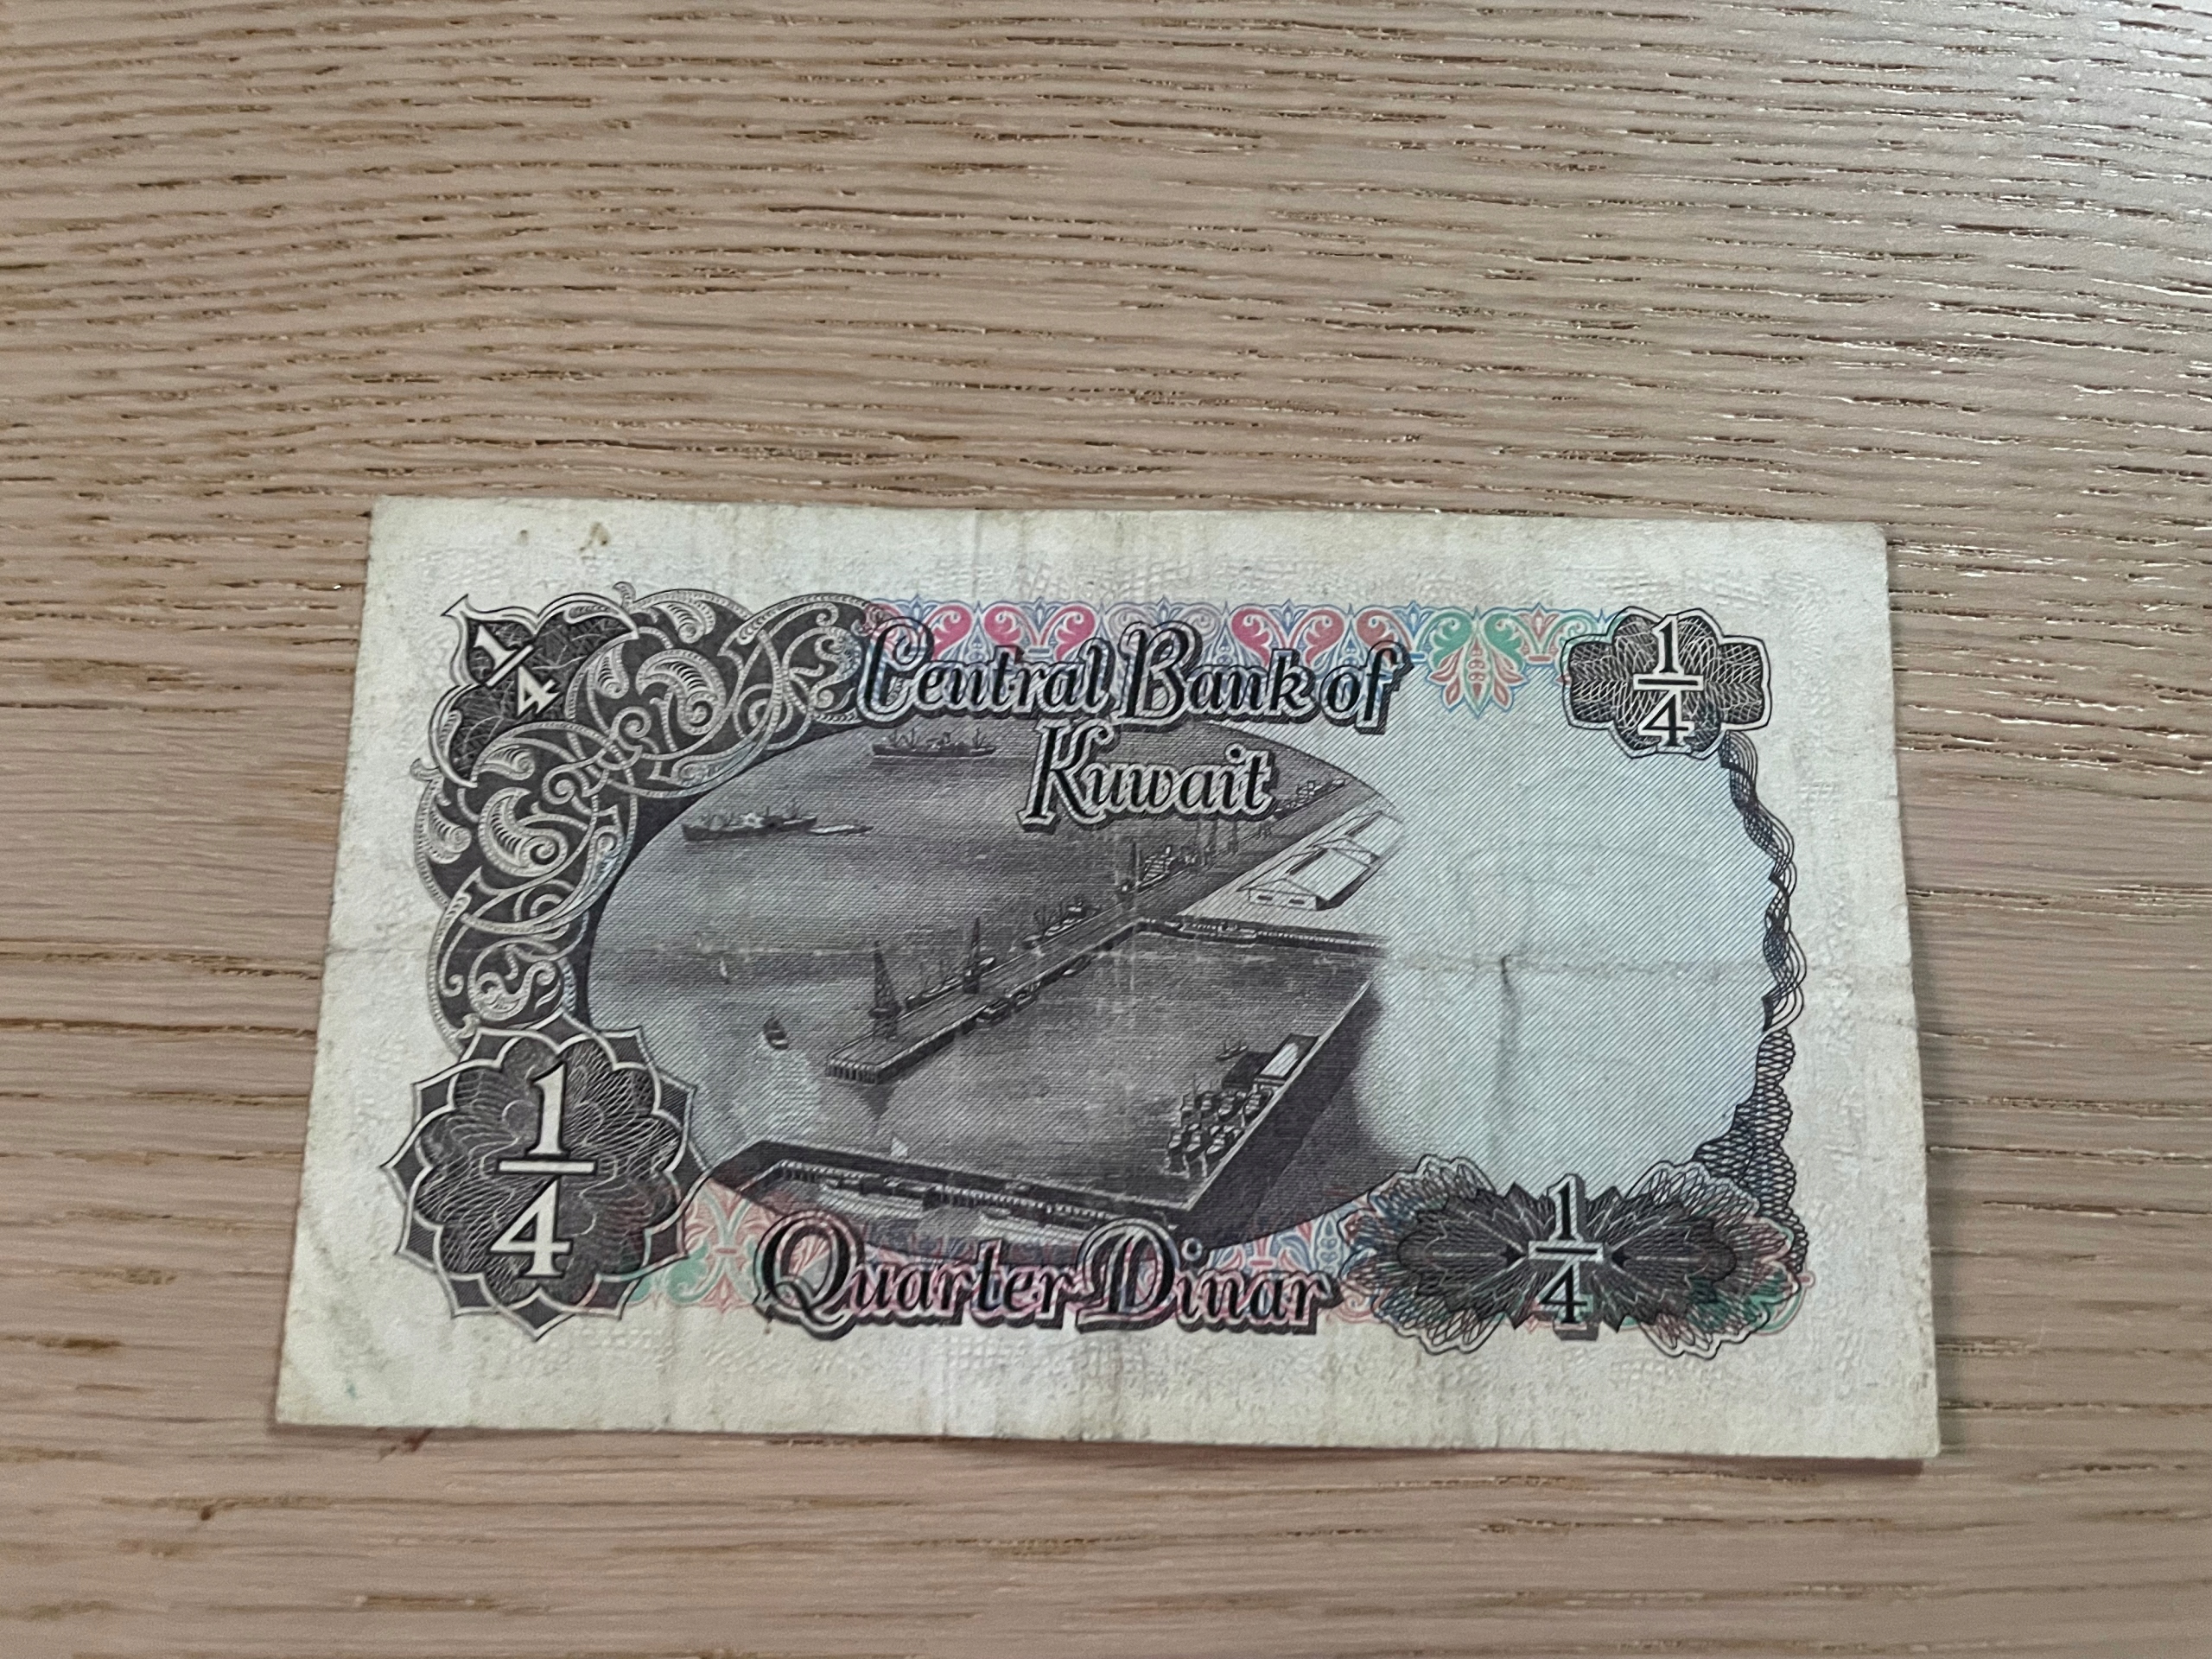 1/4
Central Bank of
Kuwait
1/4
1/4
Quarter Dinar
1/4